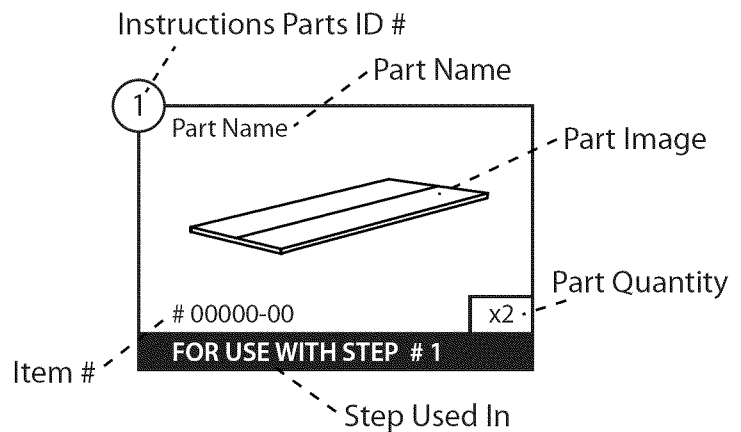 Instructions Parts ID #
Part Name
1
Part Name
Part Image
Part Quantity
# 00000-00
x2
Item #
FOR USE WITH STEP # 1
Step Used In